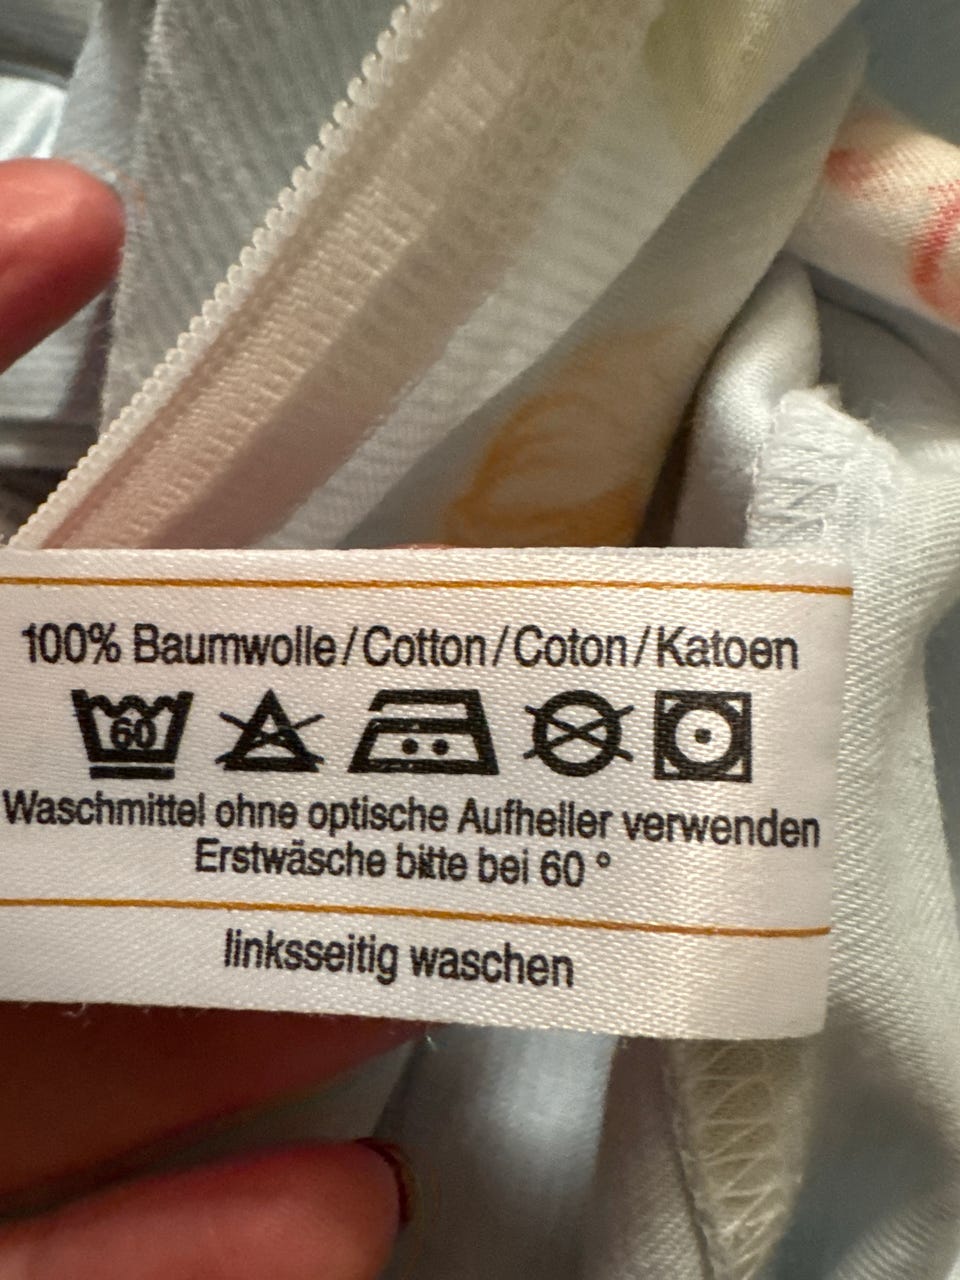 100% Baumwolle/Cotton/Coton/Katoen
60
Waschmittel ohne optische Aufheller verwenden
Erstwäsche bitte bei 60 °
linksseitig waschen